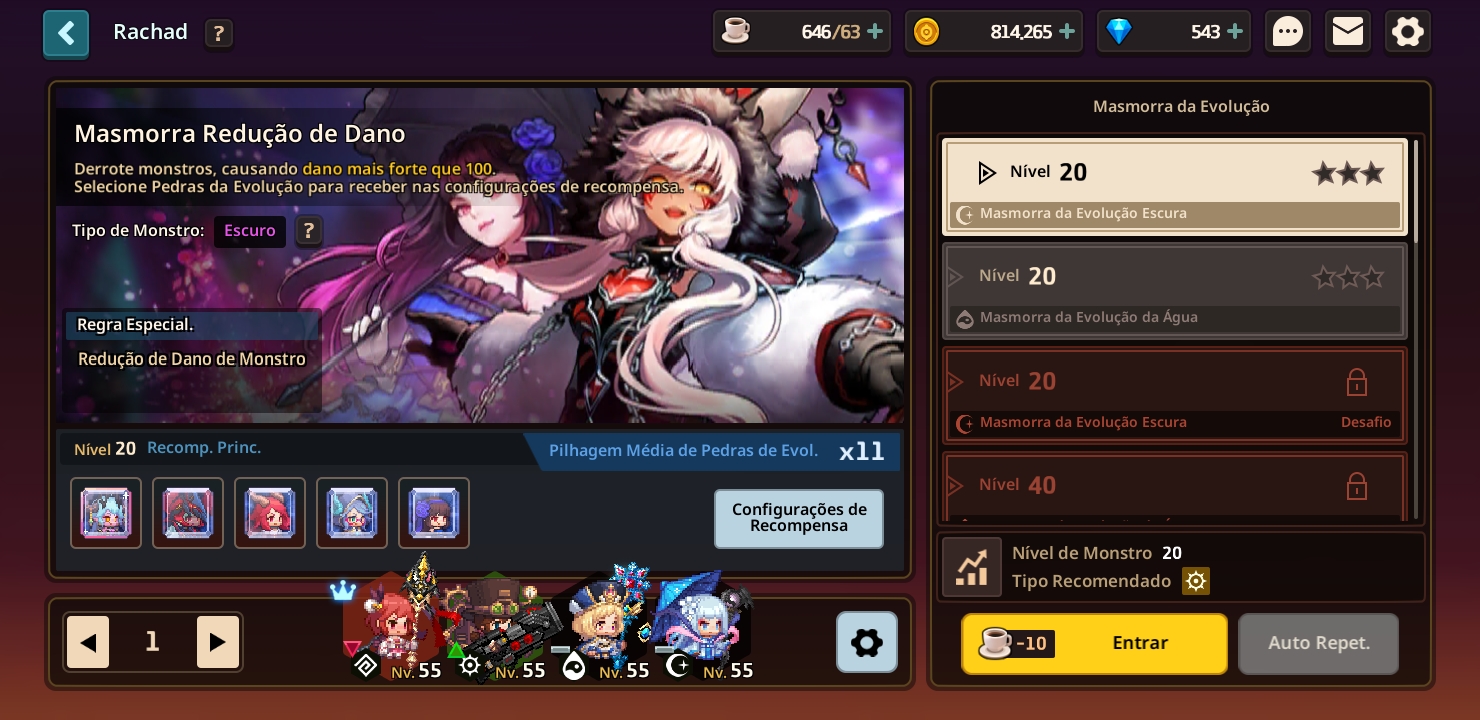 Rachad
?
646/63
814,265
543
Masmorra Redução de Dano
Derrote monstros, causando dano mais forte que 100.
Selecione Pedras da Evolução para receber nas configurações de recompensa.
Tipo de Monstro: Escuro ?
Regra Especial.
Redução de Dano de Monstro
Nível 20 Recomp. Princ.
Pilhagem Média de Pedras de Evol. x11
Configurações de
Recompensa
1
Nv. 55
Nv. 55
Nv. 55
Nv. 55
Masmorra da Evolução
Nível 20
Masmorra da Evolução Escura
Nível 20
Masmorra da Evolução da Água
Nível 20
Masmorra da Evolução Escura Desafio
Nível 40
Nível de Monstro 20
Tipo Recomendado
-10 Entrar
Auto Repet.